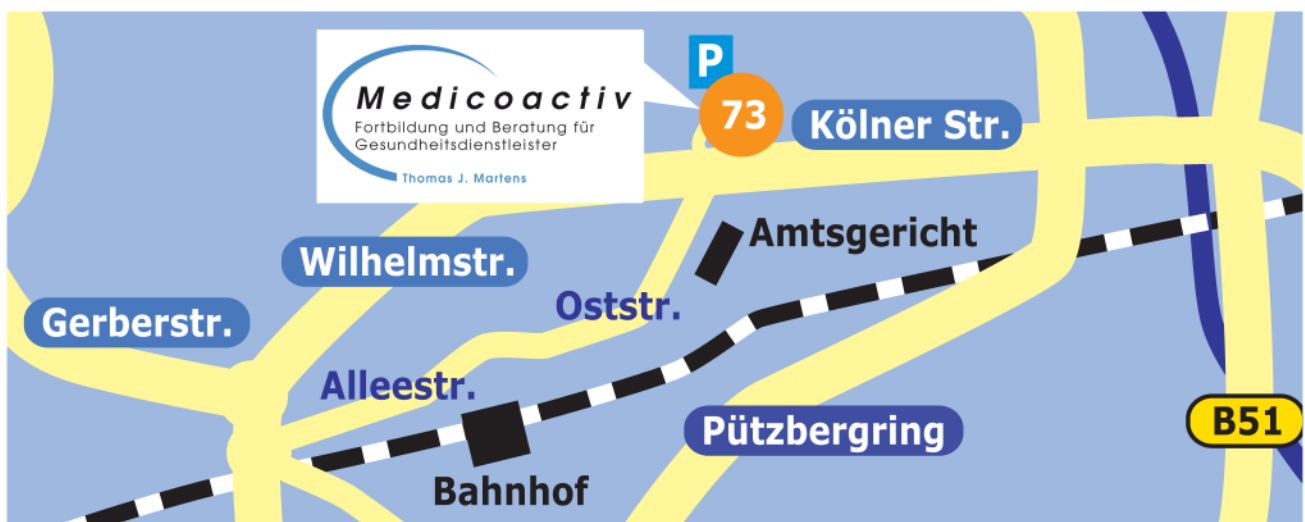 P
Medicoactiv
Fortbildung und Beratung für
Gesundheitsdienstleister
Thomas J. Martens
73
Kölner Str.
Amtsgericht
Wilhelmstr.
Oststr.
Gerberstr.
Alleestr.
Pützbergring
B51
Bahnhof